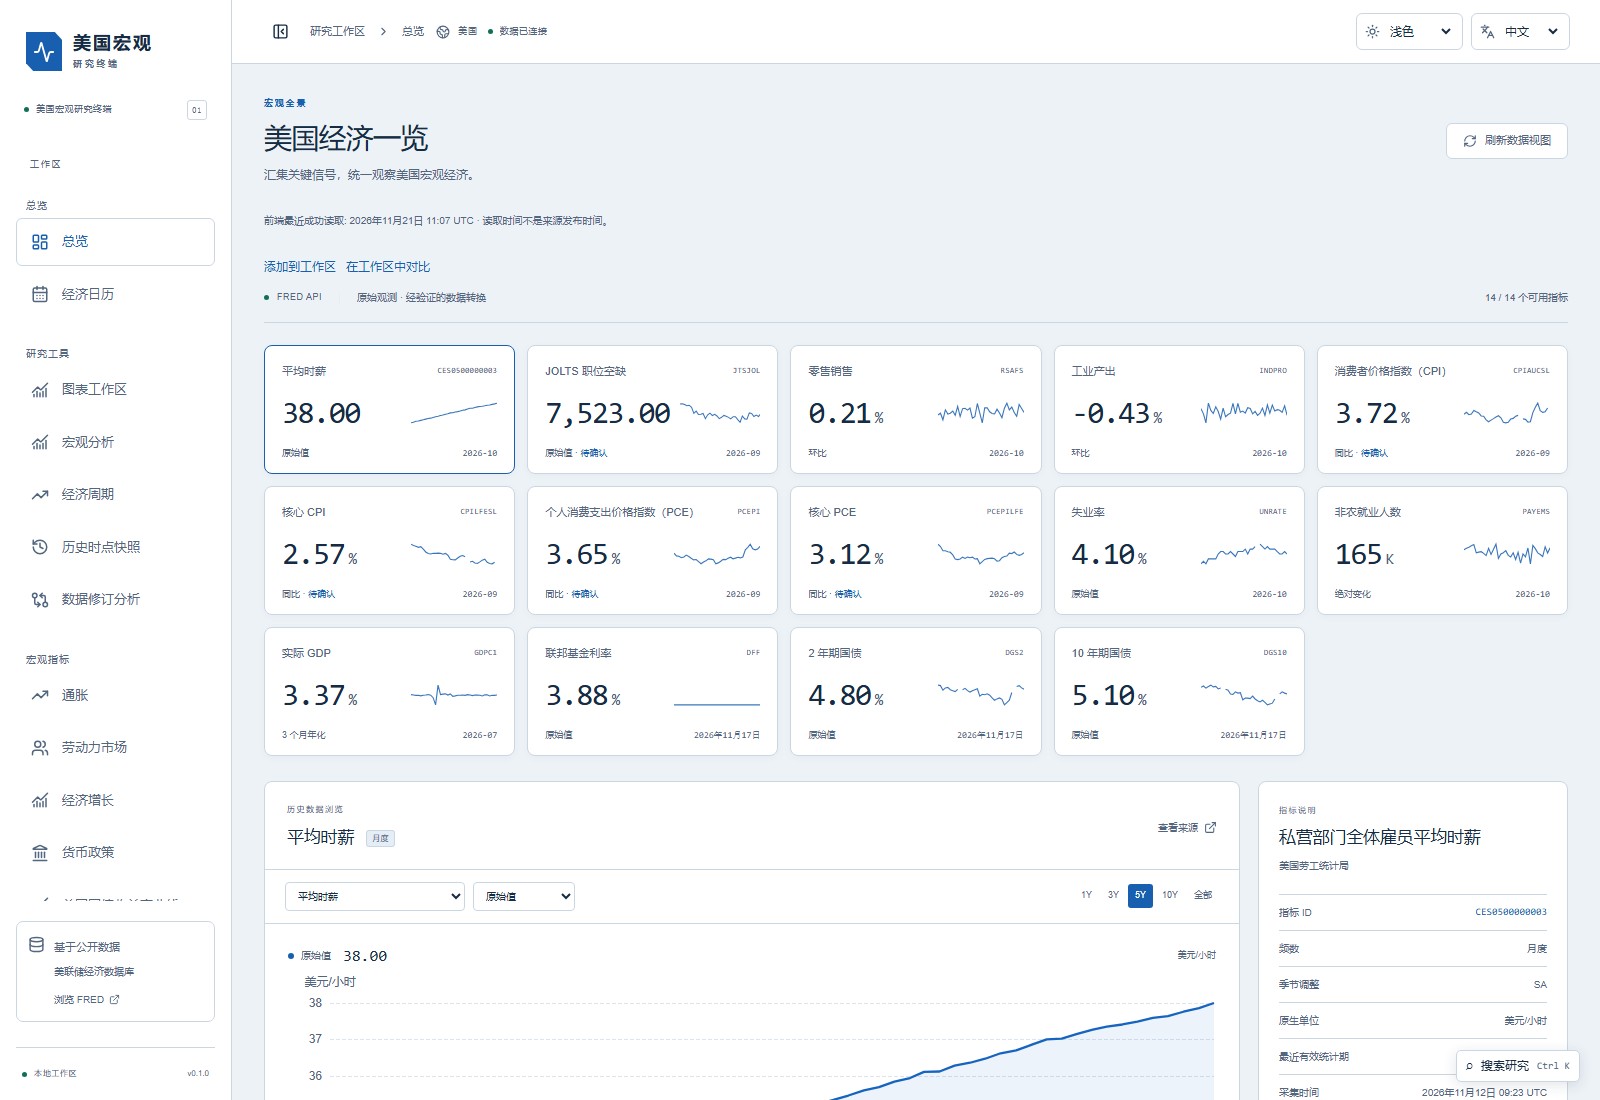 美国宏观
研究终端
美国宏观研究终端 01
工作区
总览
总览
经济日历
研究工具
图表工作区
宏观分析
经济周期
历史时点快照
数据修订分析
宏观指标
通胀
劳动力市场
经济增长
货币政策
基于公开数据
美联储经济数据库
浏览 FRED
本地工作区 v0.1.0
研究工作区 总览 美国 数据已连接
浅色 中文
宏观全景
美国经济一览
刷新数据视图
汇集关键信号，统一观察美国宏观经济。
前端最近成功读取: 2026年11月21日 11:07 UTC · 读取时间不是来源发布时间。
添加到工作区 在工作区中对比
FRED API 原始观测 · 经验证的数据转换 14 / 14 个可用指标
平均时薪 CES0500000003
38.00
原始值 2026-10
JOLTS 职位空缺 JTSJOL
7,523.00
原始值 · 待确认 2026-09
零售销售 RSAFS
0.21%
环比 2026-10
工业产出 INDPRO
-0.43%
环比 2026-10
消费者价格指数（CPI） CPIAUCSL
3.72%
同比 · 待确认 2026-09
核心 CPI CPILFESL
2.57%
同比 · 待确认 2026-09
个人消费支出价格指数（PCE） PCEPI
3.65%
同比 · 待确认 2026-09
核心 PCE PCEPILFE
3.12%
同比 · 待确认 2026-09
失业率 UNRATE
4.10%
原始值 2026-10
非农就业人数 PAYEMS
165 K
绝对变化 2026-10
实际 GDP GDPC1
3.37%
3 个月年化 2026-07
联邦基金利率 DFF
3.88%
原始值 2026年11月17日
2 年期国债 DGS2
4.80%
原始值 2026年11月17日
10 年期国债 DGS10
5.10%
原始值 2026年11月17日
历史数据浏览
平均时薪 月度
查看来源
平均时薪 原始值 1Y 3Y 5Y 10Y 全部
原始值 38.00 美元/小时
美元/小时
38
37
36
指标说明
私营部门全体雇员平均时薪
美国劳工统计局
指标 ID CES0500000003
频数 月度
季节调整 SA
原生单位 美元/小时
最近有效统计期
采集时间 2026年11月12日 09:23 UTC
搜索研究 Ctrl K